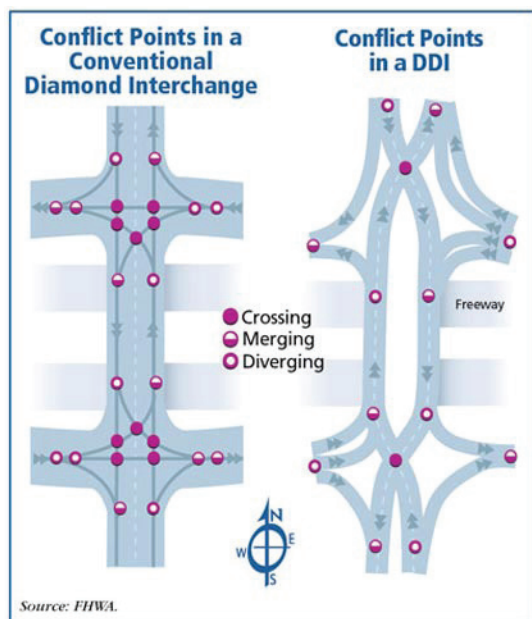 Conflict Points in a
Conventional
Diamond Interchange
Conflict Points
in a DDI
Freeway
Crossing
Merging
Diverging
N
W E
S
Source: FHWA.